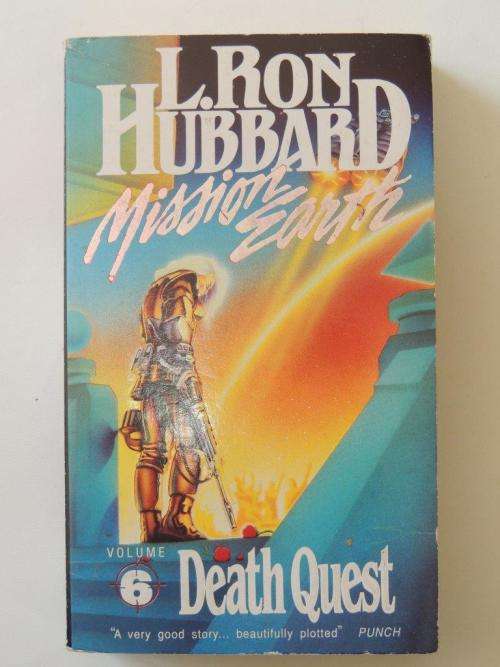 L. RON
HUBBARD
Mission
Earth
VOLUME
6
Death Quest
"A very good story... beautifully plotted" PUNCH